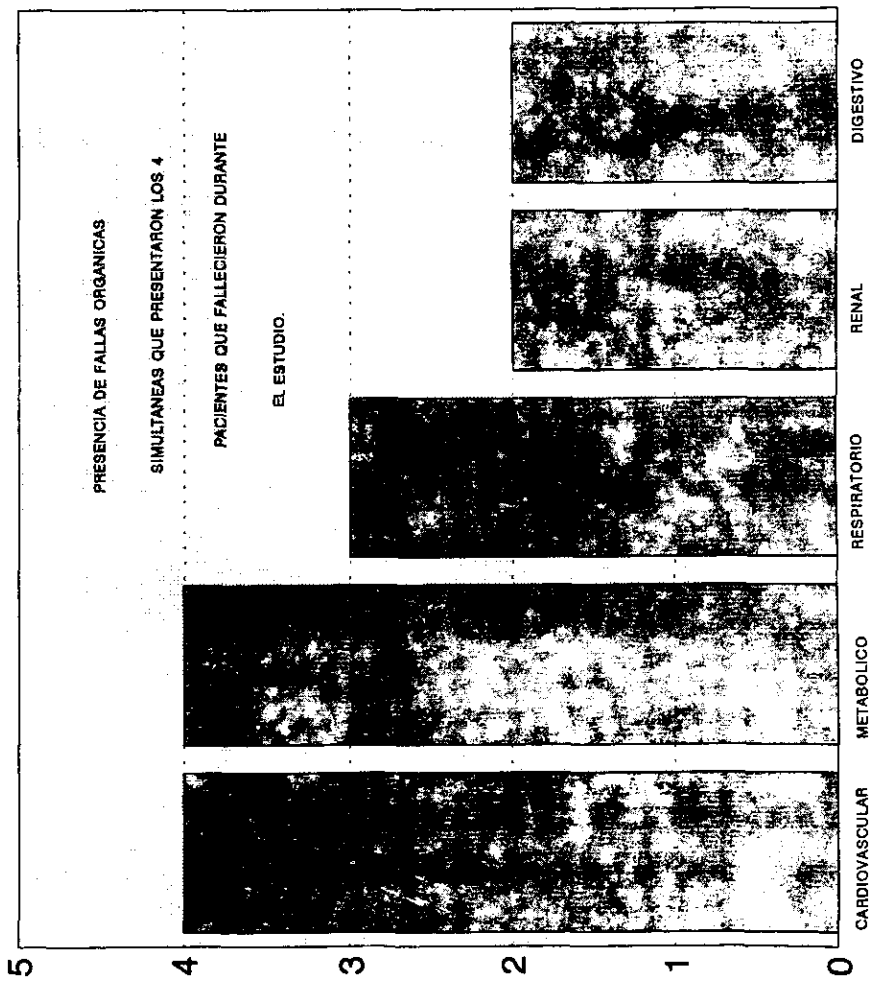 PRESENCIA DE FALLAS ORGANICAS
SIMULTANEAS QUE PRESENTARON LOS 4
PACIENTES QUE FALLECIERON DURANTE
EL ESTUDIO.
5
4
3
2
1
0
CARDIOVASCULAR
METABOLICO
RESPIRATORIO
RENAL
DIGESTIVO